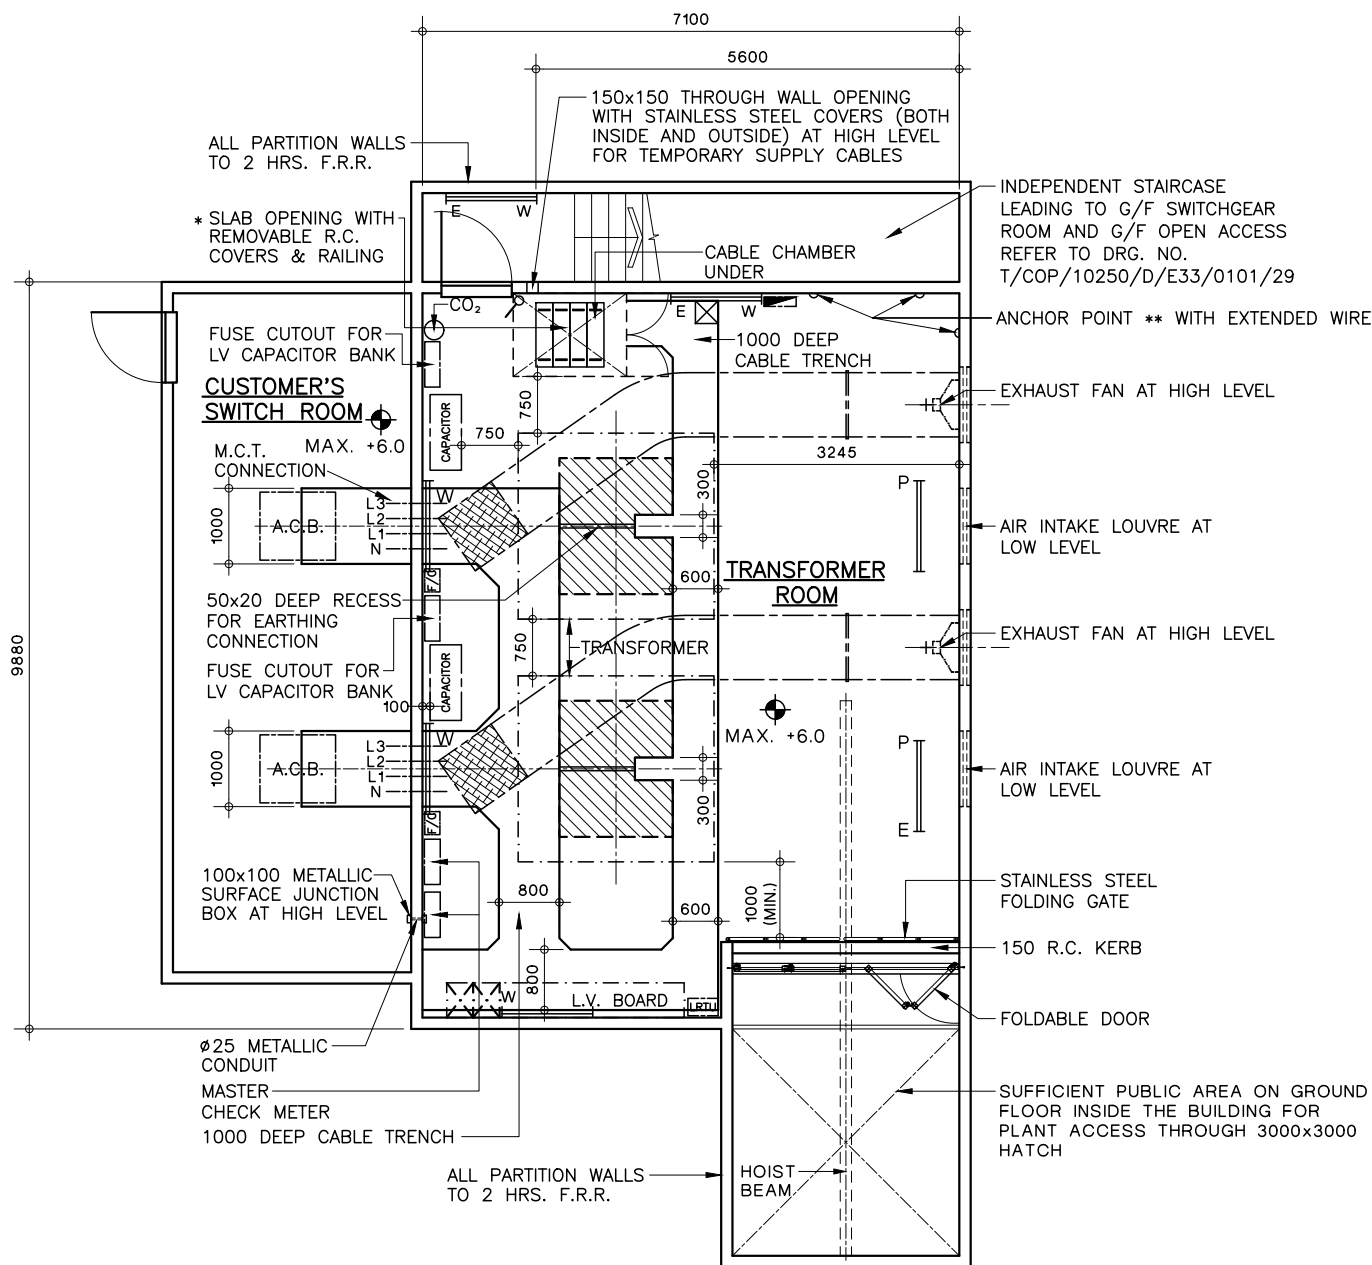 7100
5600
150x150 THROUGH WALL OPENING
WITH STAINLESS STEEL COVERS (BOTH
INSIDE AND OUTSIDE) AT HIGH LEVEL
FOR TEMPORARY SUPPLY CABLES
ALL PARTITION WALLS
TO 2 HRS. F.R.R.
INDEPENDENT STAIRCASE
LEADING TO G/F SWITCHGEAR
ROOM AND G/F OPEN ACCESS
REFER TO DRG. NO.
T/COP/10250/D/E33/0101/29
E
W
* SLAB OPENING WITH
REMOVABLE R.C.
COVERS & RAILING
CABLE CHAMBER
UNDER
CO₂
E
W
ANCHOR POINT ** WITH EXTENDED WIRE
FUSE CUTOUT FOR
LV CAPACITOR BANK
1000 DEEP
CABLE TRENCH
CUSTOMER'S
SWITCH ROOM
MAX. +6.0
CAPACITOR
750
750
EXHAUST FAN AT HIGH LEVEL
3245
M.C.T.
CONNECTION
W
L3
L2
L1
N
A.C.B.
1000
300
P
AIR INTAKE LOUVRE AT
LOW LEVEL
600
TRANSFORMER
ROOM
F/C
50x20 DEEP RECESS
FOR EARTHING
CONNECTION
9880
750
TRANSFORMER
EXHAUST FAN AT HIGH LEVEL
FUSE CUTOUT FOR
LV CAPACITOR BANK
CAPACITOR
100
MAX. +6.0
W
L3
L2
L1
N
A.C.B.
1000
300
P
E
AIR INTAKE LOUVRE AT
LOW LEVEL
F/C
100x100 METALLIC
SURFACE JUNCTION
BOX AT HIGH LEVEL
800
600
1000
(MIN.)
STAINLESS STEEL
FOLDING GATE
150 R.C. KERB
800
W
L.V. BOARD
LRTU
FOLDABLE DOOR
ø25 METALLIC
CONDUIT
MASTER
CHECK METER
1000 DEEP CABLE TRENCH
SUFFICIENT PUBLIC AREA ON GROUND
FLOOR INSIDE THE BUILDING FOR
PLANT ACCESS THROUGH 3000x3000
HATCH
ALL PARTITION WALLS
TO 2 HRS. F.R.R.
HOIST
BEAM